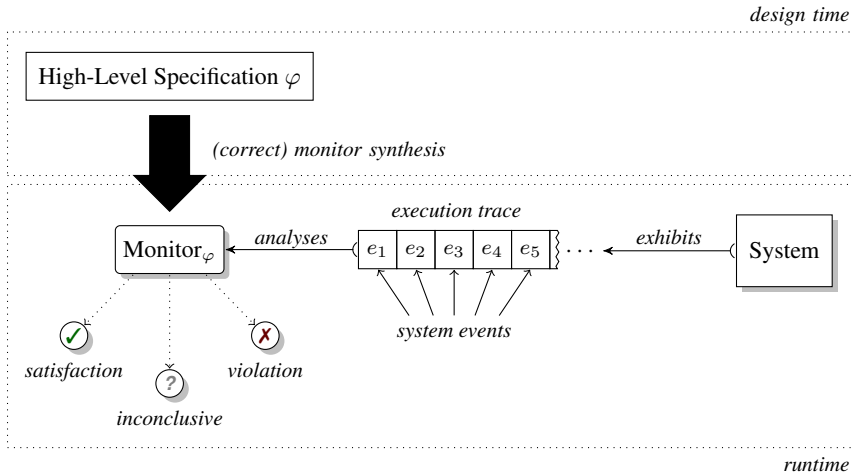 design time
High-Level Specification φ
(correct) monitor synthesis
execution trace
Monitorφ
analyses
e1 e2 e3 e4 e5 ···
exhibits
System
system events
✓
✗
satisfaction
violation
?
inconclusive
runtime